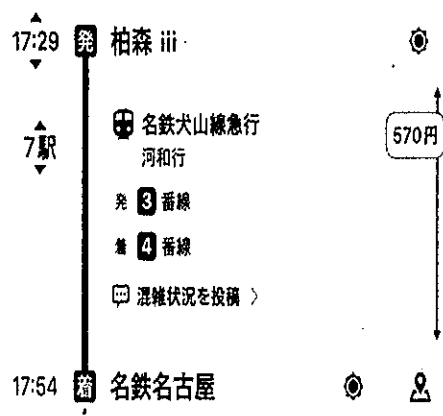 17:29 発 柏森 iii
7駅
名鉄犬山線急行
河和行
570円
発 3 番線
着 4 番線
混雑状況を投稿 〉
17:54 着 名鉄名古屋